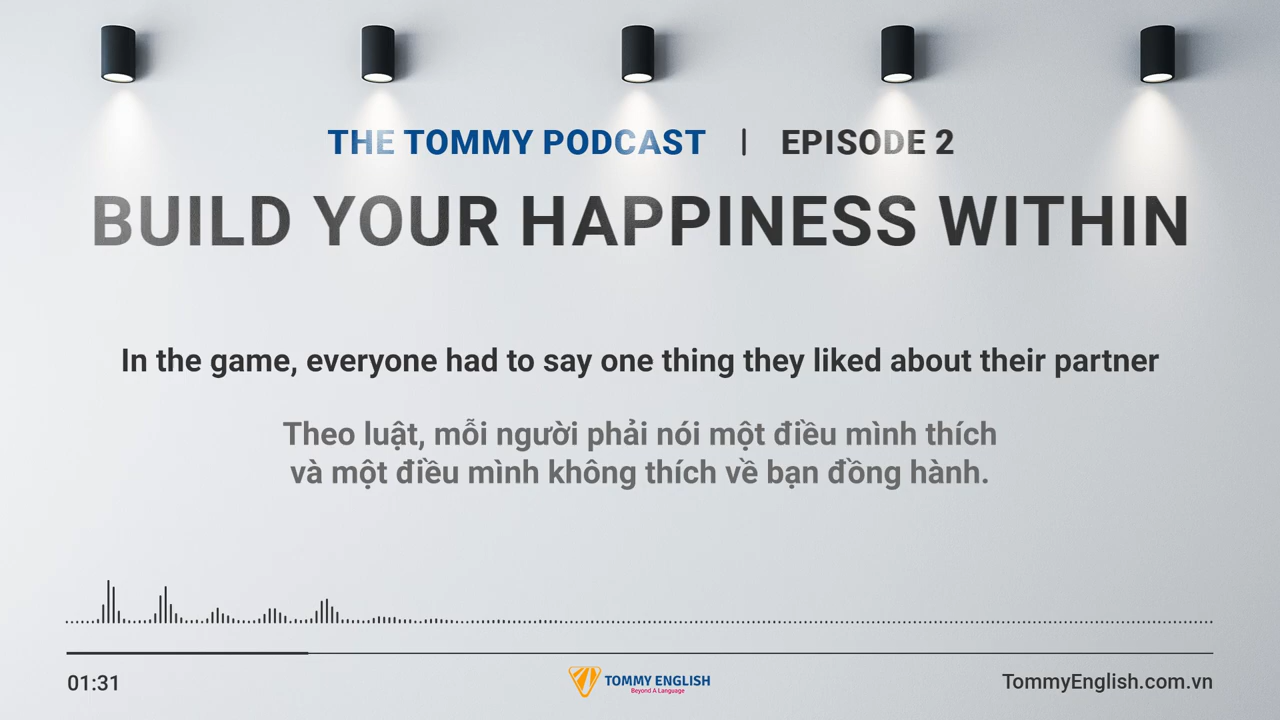 THE TOMMY PODCAST | EPISODE 2
BUILD YOUR HAPPINESS WITHIN
In the game, everyone had to say one thing they liked about their partner
Theo luật, mỗi người phải nói một điều mình thích
và một điều mình không thích về bạn đồng hành.
01:31
TOMMY ENGLISH
Beyond A Language
TommyEnglish.com.vn